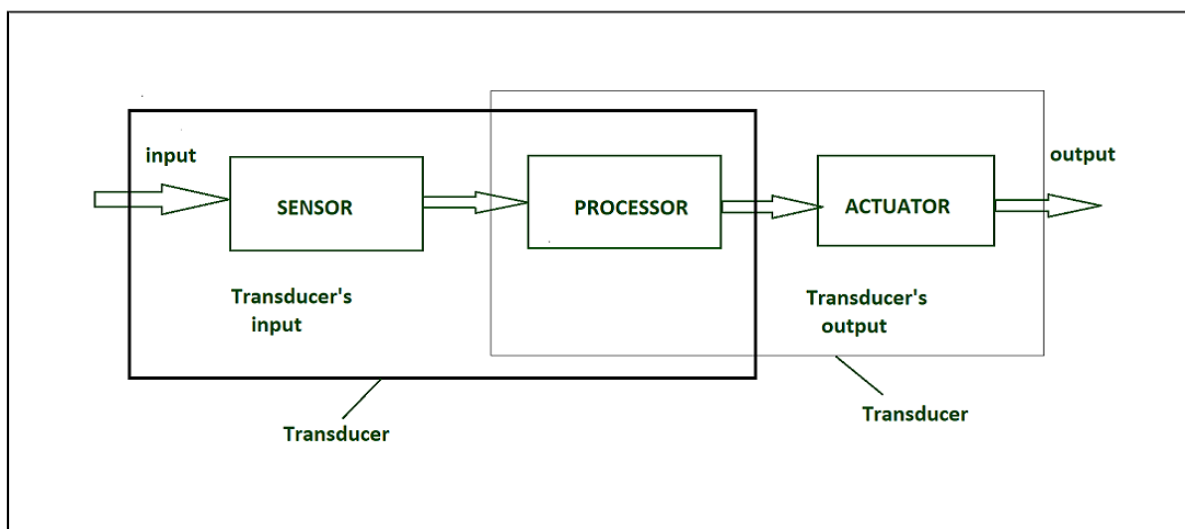 input
output
SENSOR
PROCESSOR
ACTUATOR
Transducer's
input
Transducer's
output
Transducer
Transducer